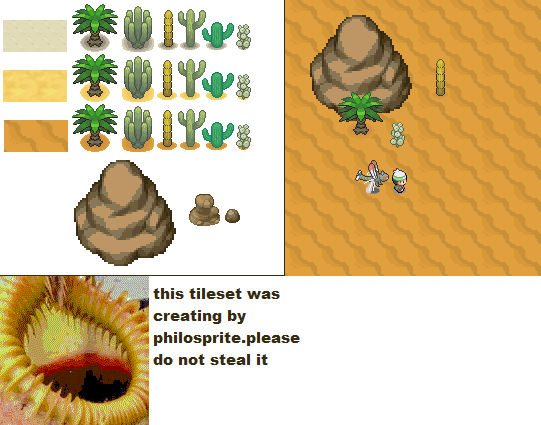 this tileset was
creating by
philosprite.please
do not steal it